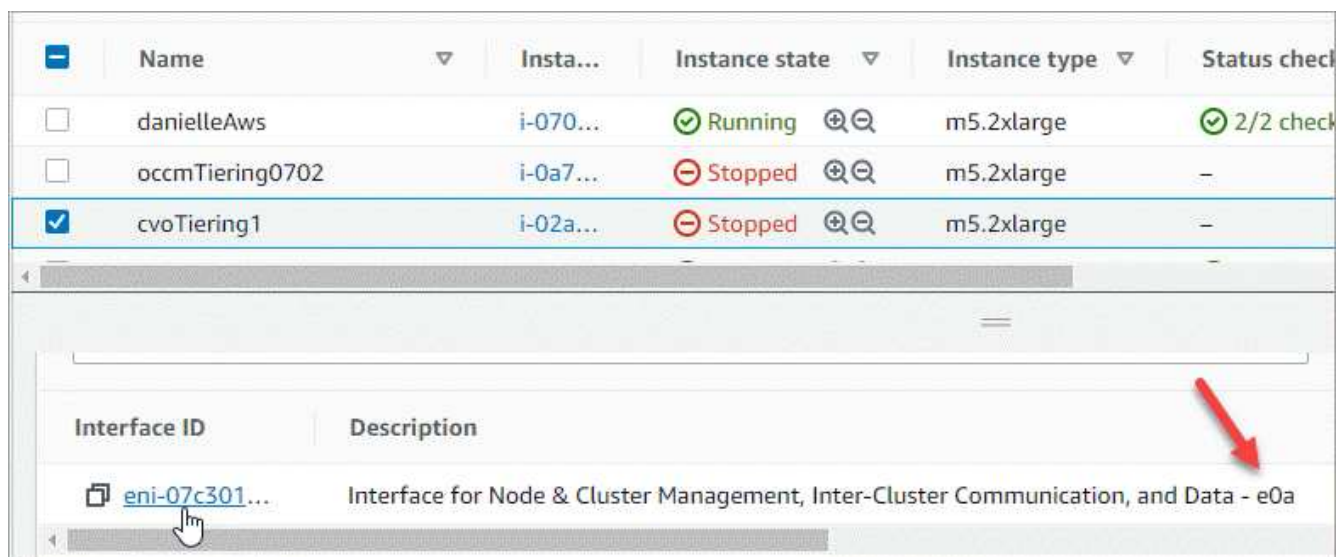 Name Insta... Instance state Instance type Status check
danielleAws i-070... Running m5.2xlarge 2/2 check
occmTiering0702 i-0a7... Stopped m5.2xlarge –
cvoTiering1 i-02a... Stopped m5.2xlarge –
Interface ID Description
eni-07c301... Interface for Node & Cluster Management, Inter-Cluster Communication, and Data - e0a